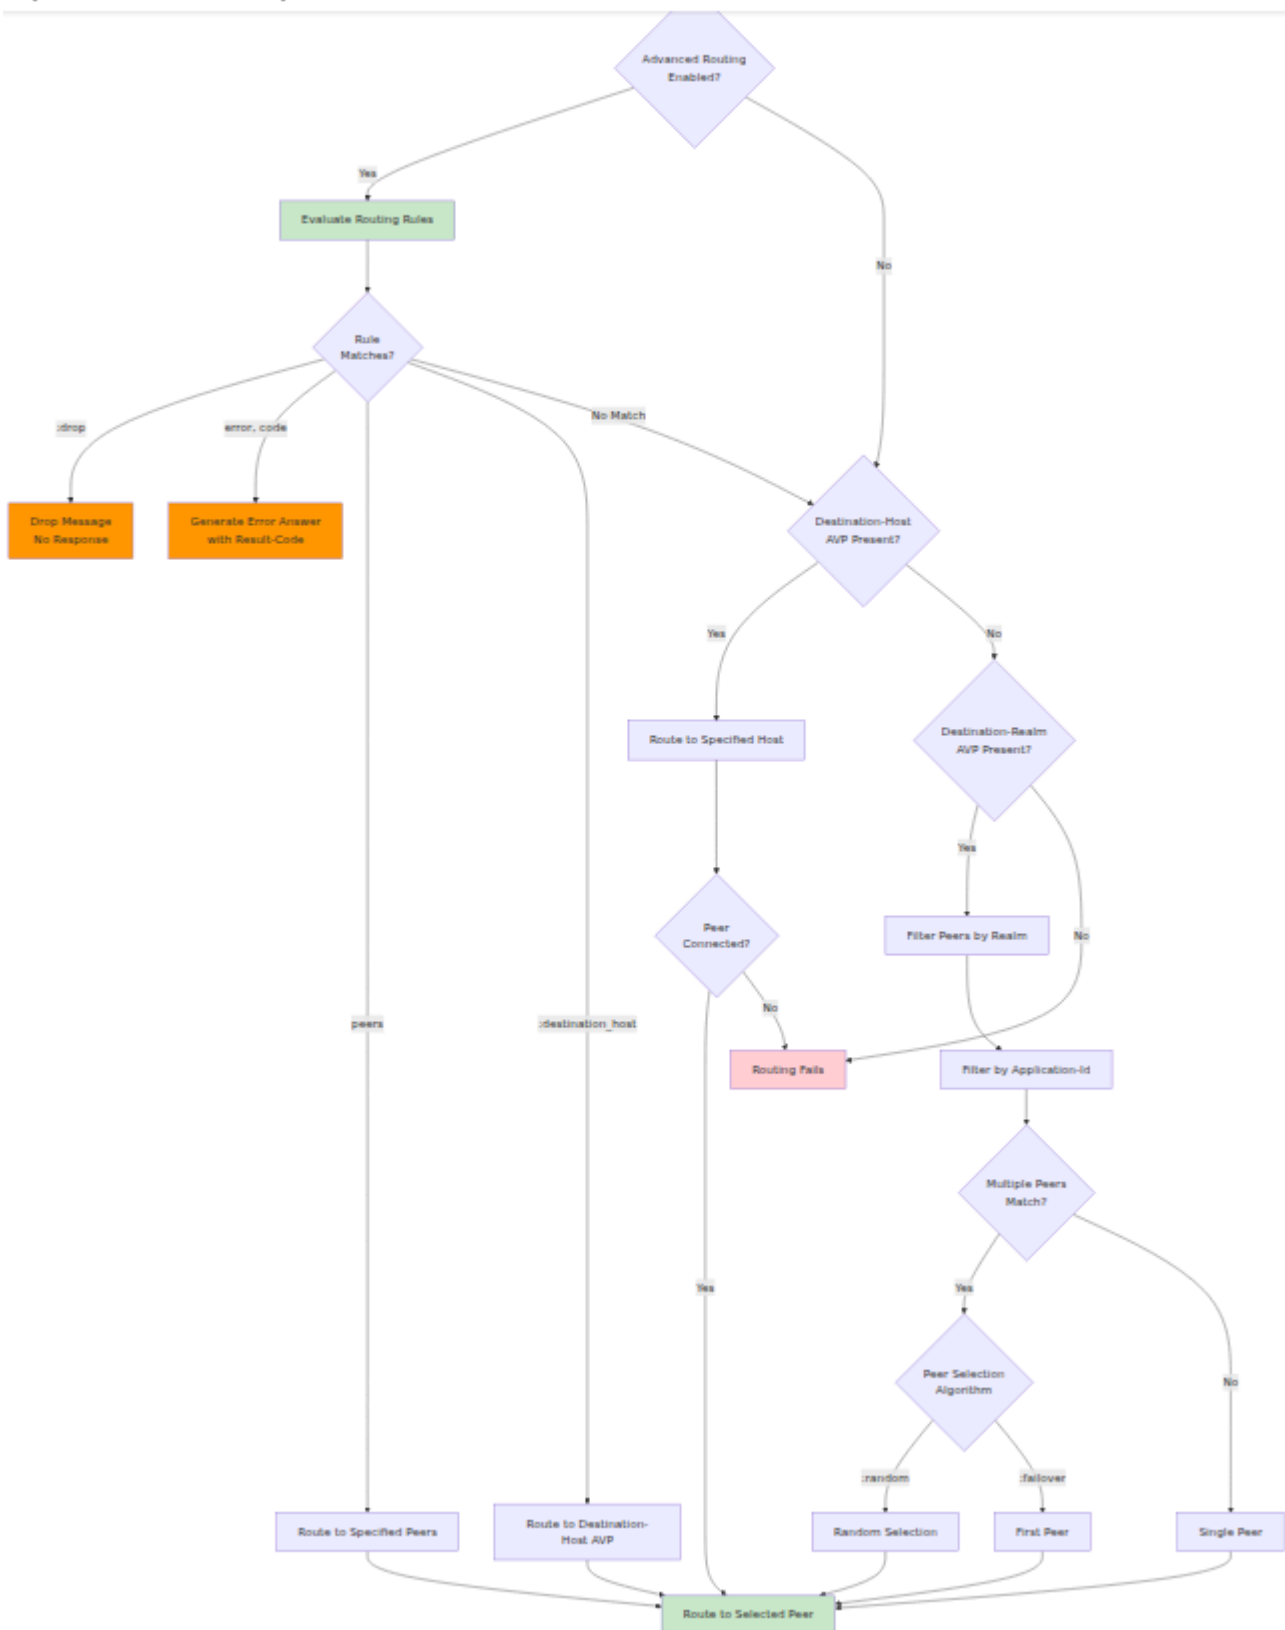 Advanced Routing
Enabled?
Yes
Evaluate Routing Rules
No
Rule
Matches?
No Match
:drop
error, code
Drop Message
No Response
Generate Error Answer
with Result-Code
Destination-Host
AVP Present?
Yes
No
Route to Specified Host
Destination-Realm
AVP Present?
Yes
Peer
Connected?
Filter Peers by Realm
No
No
peers
:destination_host
Routing Fails
Filter by Application-Id
Multiple Peers
Match?
Yes
Yes
Peer Selection
Algorithm
No
:random
:failover
Route to Specified Peers
Route to Destination-
Host AVP
Random Selection
First Peer
Single Peer
Route to Selected Peer